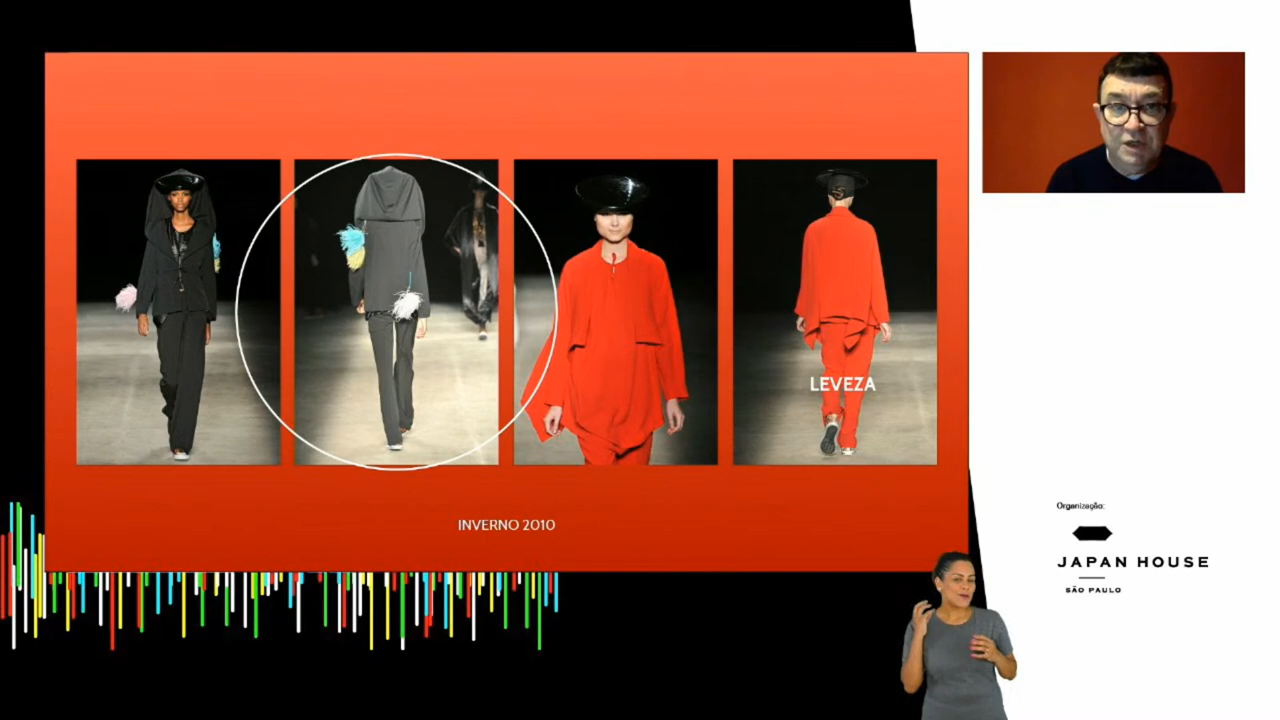 LEVEZA
INVERNO 2010
Organização:
JAPAN HOUSE
SÃO PAULO